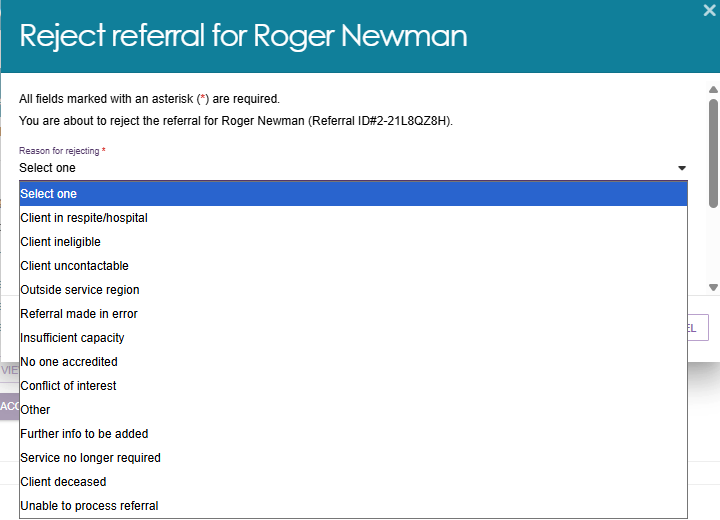 Reject referral for Roger Newman
All fields marked with an asterisk (*) are required.
You are about to reject the referral for Roger Newman (Referral ID#2-21L8QZ8H).
Reason for rejecting *
Select one
Select one
Client in respite/hospital
Client ineligible
Client uncontactable
Outside service region
Referral made in error
Insufficient capacity
No one accredited
Conflict of interest
Other
Further info to be added
Service no longer required
Client deceased
Unable to process referral